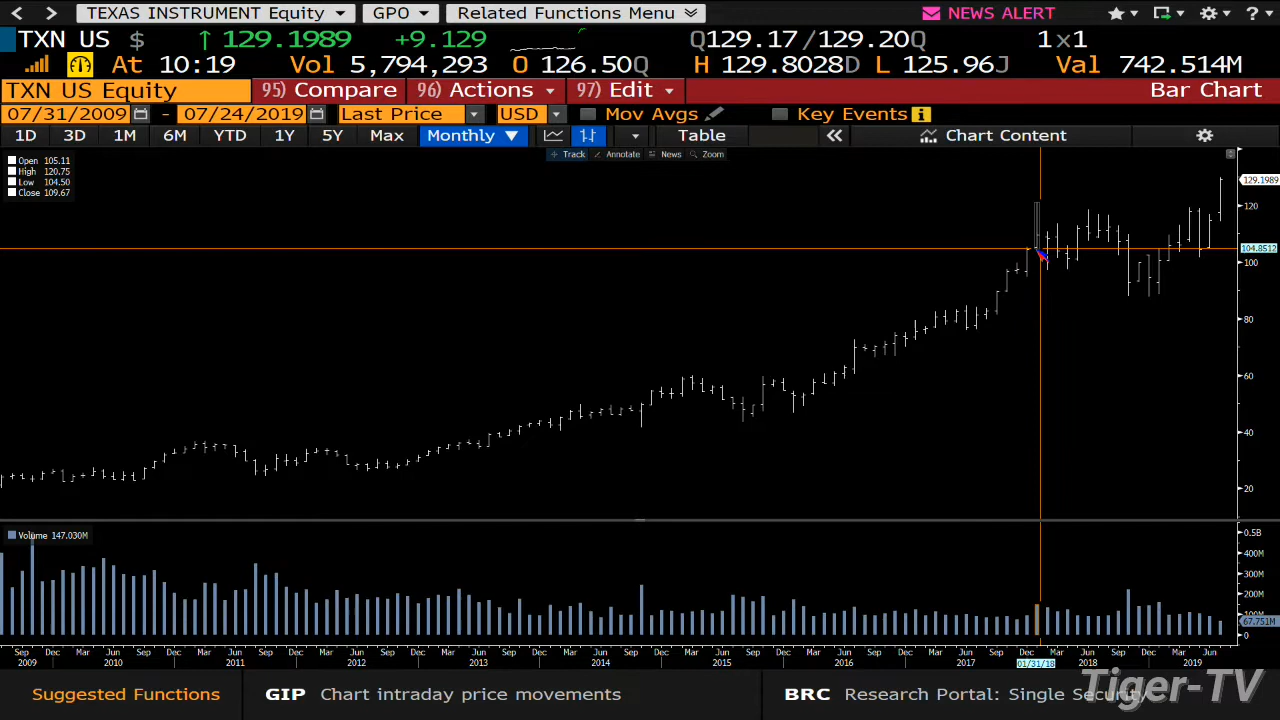 TEXAS INSTRUMENT Equity GPO Related Functions Menu NEWS ALERT ?
TXN US $ ↑ 129.1989 +9.129 Q129.17/129.20Q 1x1
At 10:19 Vol 5,794,293 O 126.50Q H 129.8028D L 125.96J Val 742.514M
TXN US Equity 95) Compare 96) Actions 97) Edit Bar Chart
07/31/2009 - 07/24/2019 Last Price USD Mov Avgs Key Events i
1D 3D 1M 6M YTD 1Y 5Y Max Monthly ▼ Table « Chart Content
Track Annotate News Zoom
Open 105.11
High 120.75
Low 104.50
Close 109.67
129.1989
120
104.8512
100
80
60
40
20
Volume 147.030M
0.5B
400M
300M
200M
100M
67.751M
0
Sep Dec Mar Jun Sep Dec Mar Jun Sep Dec Mar Jun Sep Dec Mar Jun Sep Dec Mar Jun Sep Dec Mar Jun Sep Dec Mar Jun Sep Dec Mar Jun Sep Dec Mar Jun Sep Dec Mar Jun
2009 2010 2011 2012 2013 2014 2015 2016 2017 01/31/18 2018 2019
Suggested Functions GIP Chart intraday price movements BRC Research Portal: Single Security
Tiger-TV